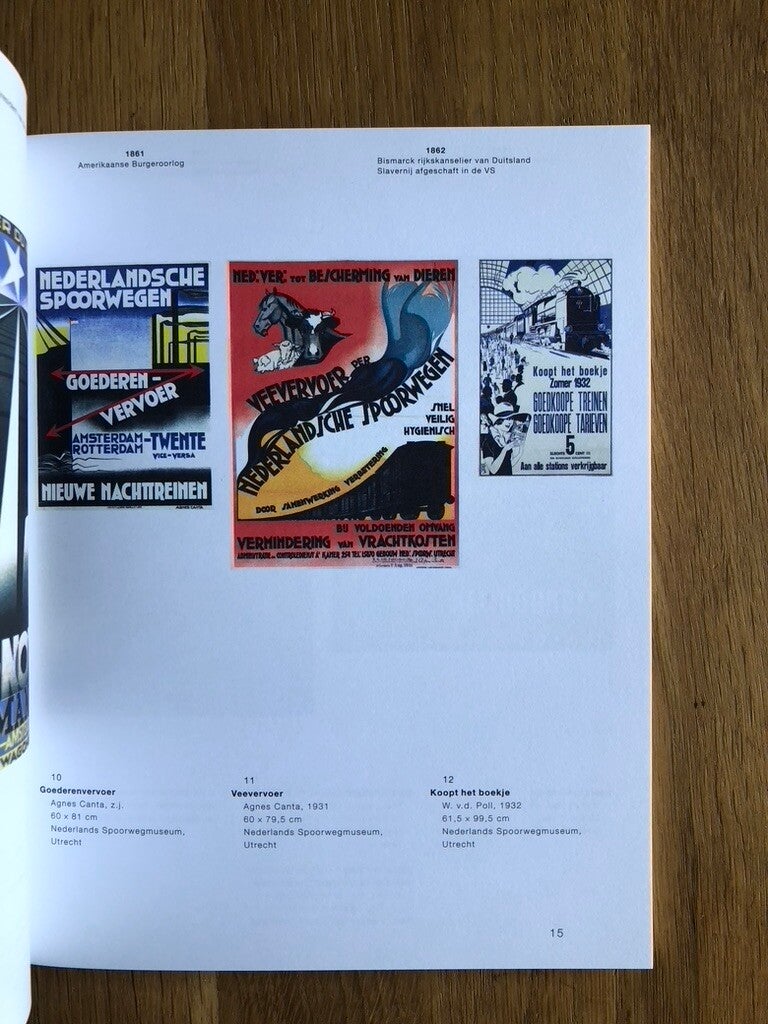 1861
Amerikaanse Burgeroorlog
1862
Bismarck rijkskanselier van Duitsland
Slavernij afgeschaft in de VS
NEDERLANDSCHE
SPOORWEGEN
GOEDEREN-
VERVOER
AMSTERDAM
ROTTERDAM
-TWENTE
VICE-VERSA
NIEUWE NACHTTREINEN
AGNES CANTA
NED: VER: TOT BESCHERMING VAN DIEREN
VEEVERVOER DER
NEDERLANDSCHE SPOORWEGEN
SNEL
VEILIG
HYGIENISCH
DOOR SAMENWERKING VERBETERING
BIJ VOLDOENDEN OMVANG
VERMINDERING VAN VRACHTKOSTEN
Koopt het boekje
Zomer 1932
GOEDKOOPE TREINEN
GOEDKOOPE TARIEVEN
SLECHTS 5 CENT
Aan alle stations verkrijgbaar
10
Goederenvervoer
Agnes Canta, z.j.
60 x 81 cm
Nederlands Spoorwegmuseum,
Utrecht
11
Veevervoer
Agnes Canta, 1931
60 x 79,5 cm
Nederlands Spoorwegmuseum,
Utrecht
12
Koopt het boekje
W. v.d. Poll, 1932
61,5 x 99,5 cm
Nederlands Spoorwegmuseum,
Utrecht
15